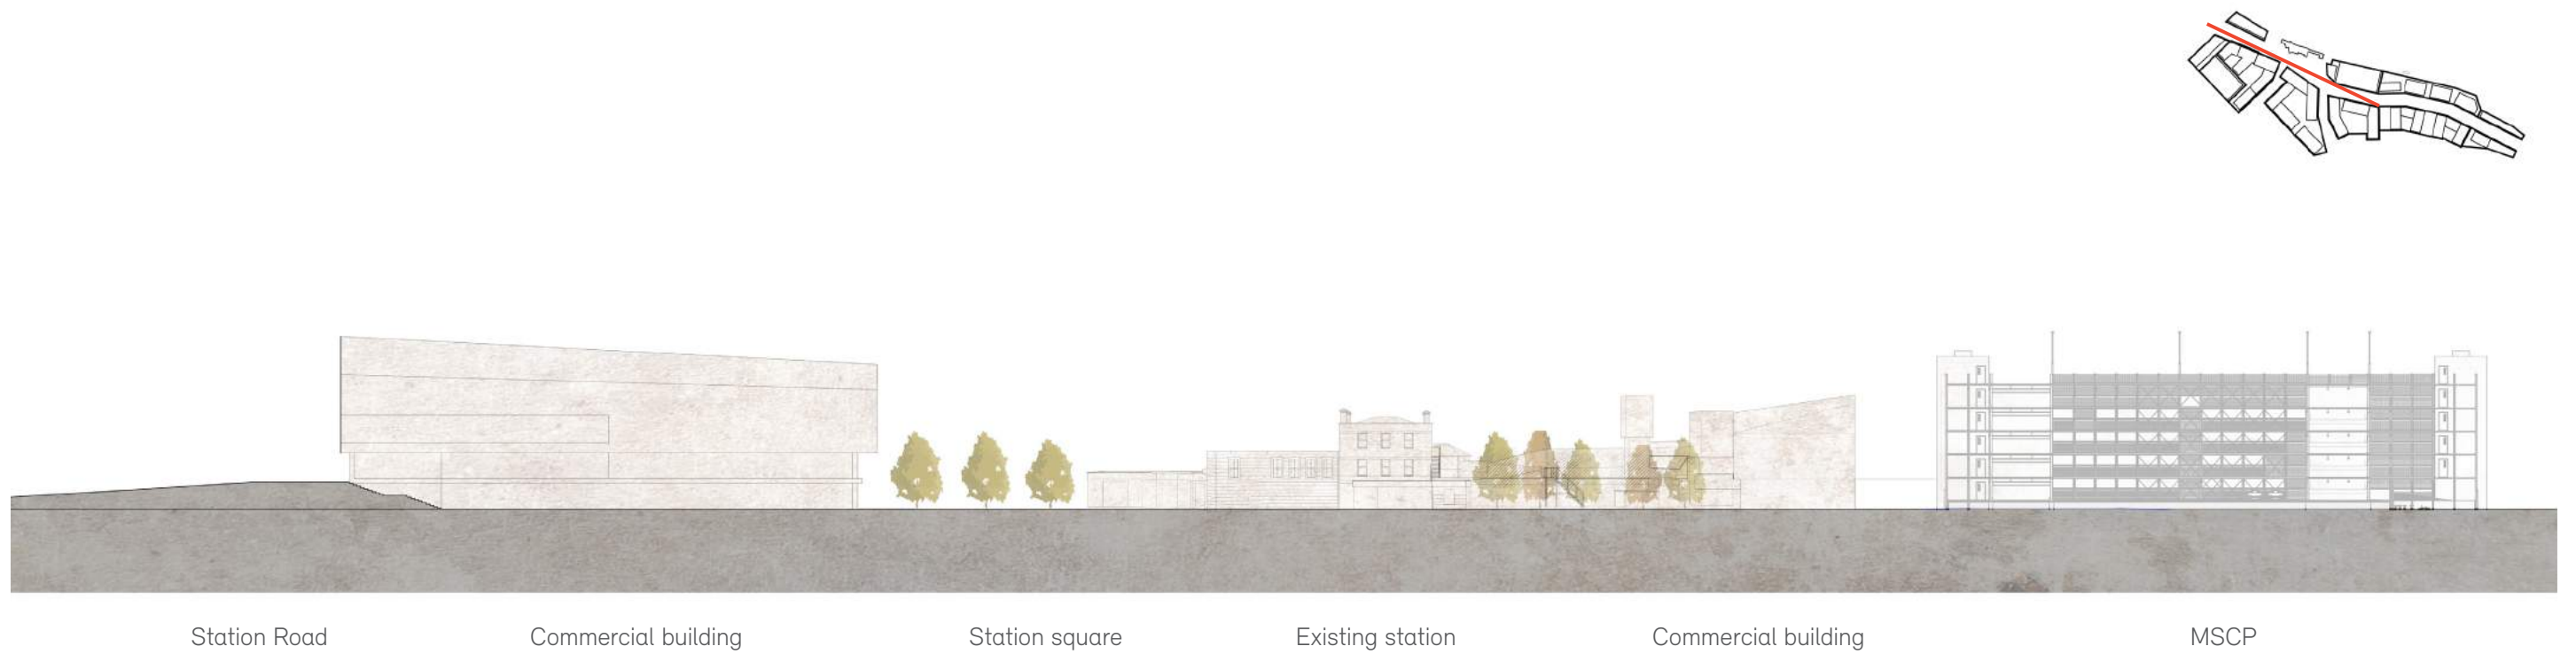 Station Road
Commercial building
Station square
Existing station
Commercial building
MSCP